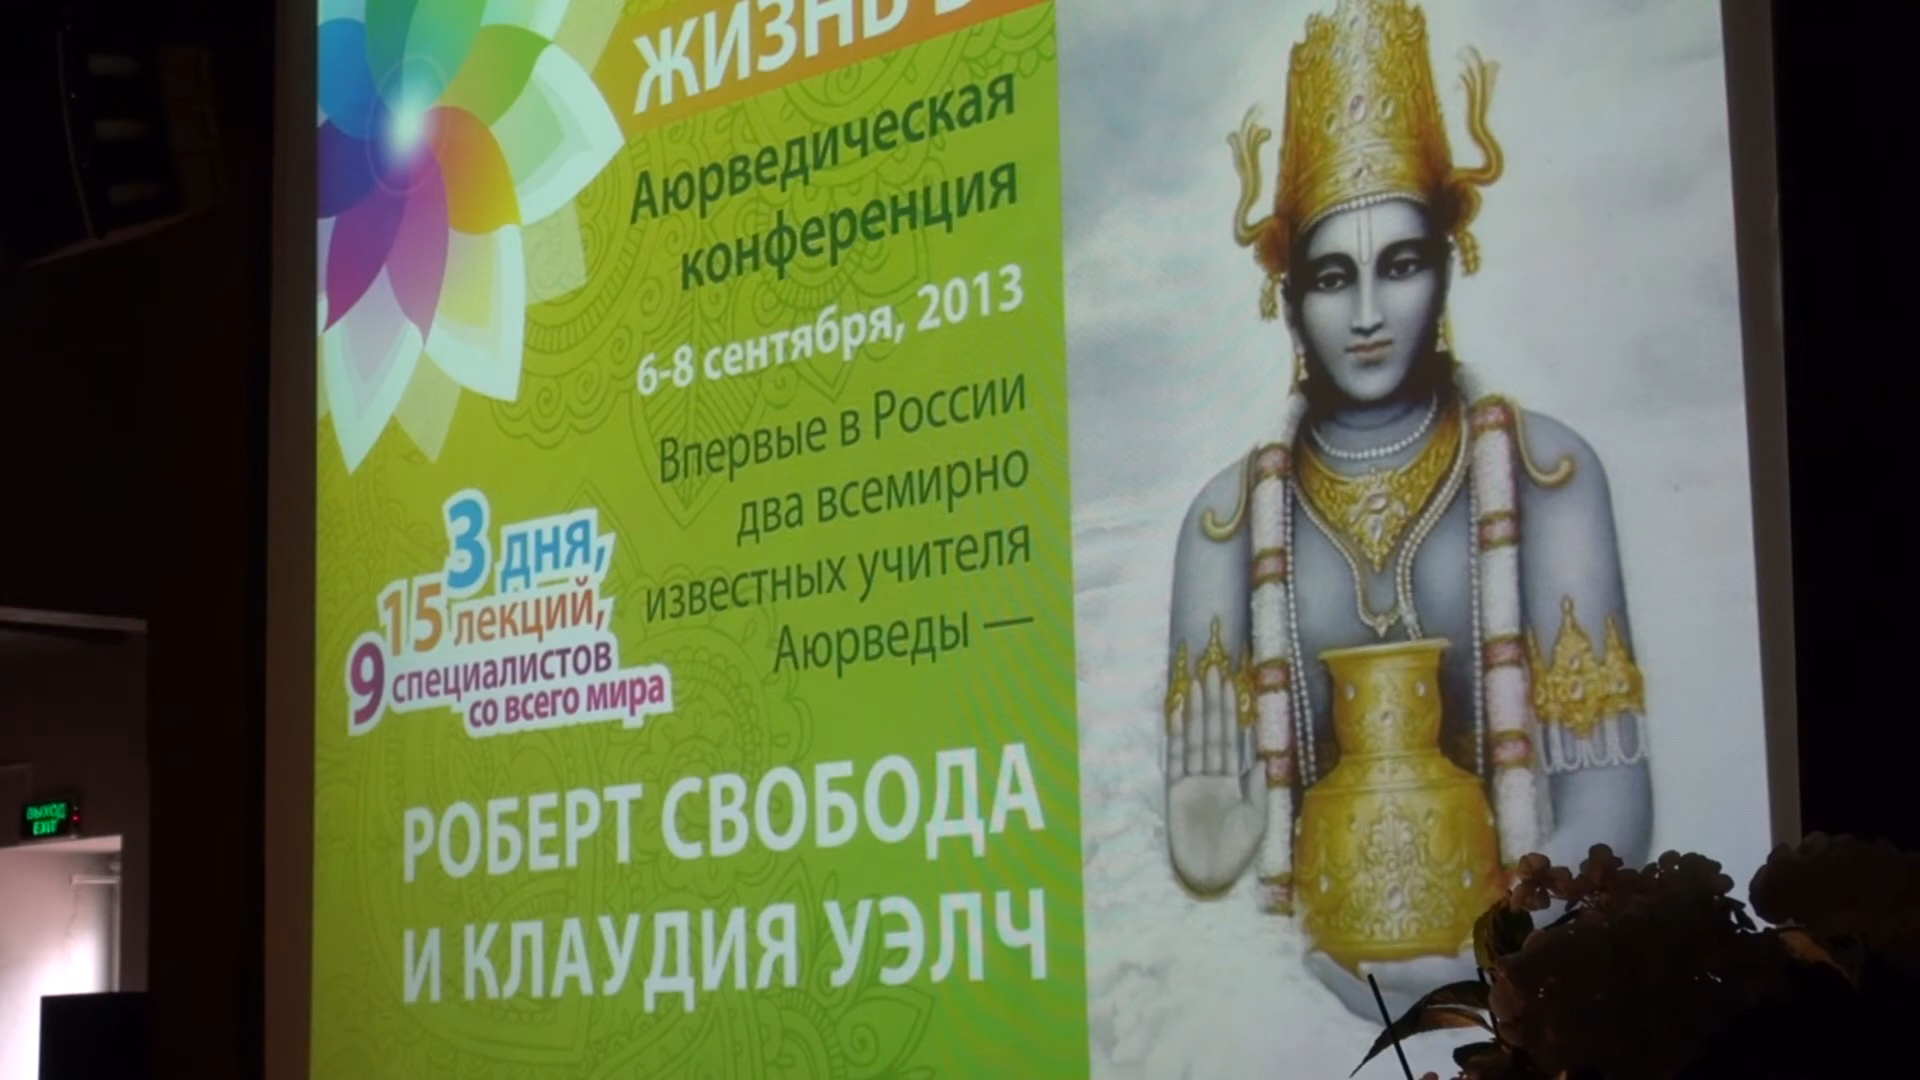 ЖИЗНЬ
Аюрведическая
конференция
6-8 сентября, 2013
Впервые в России
два всемирно
известных учителя
Аюрведы —
3 дня,
15 лекций,
9 специалистов
со всего мира
РОБЕРТ СВОБОДА
И КЛАУДИЯ УЭЛЧ
ВЫХОД
EXIT